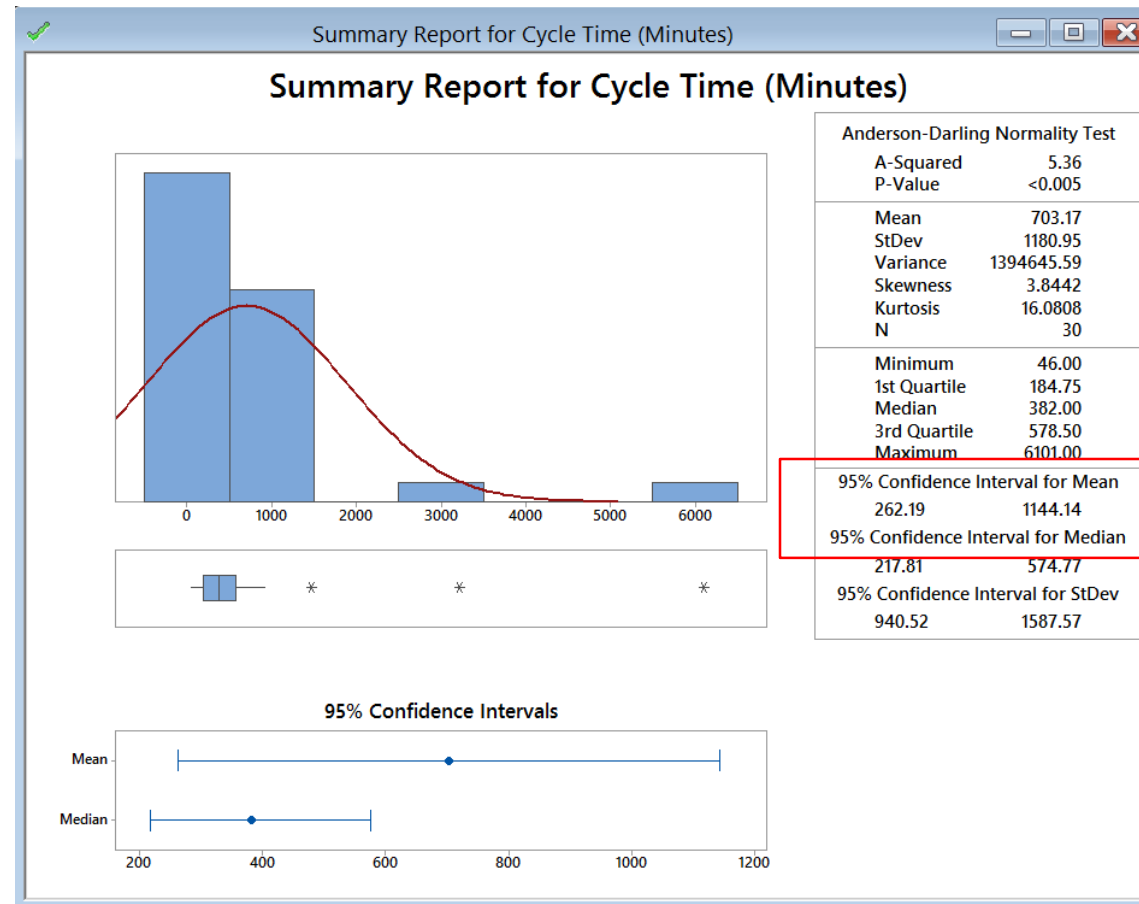 Summary Report for Cycle Time (Minutes)
Summary Report for Cycle Time (Minutes)
Anderson-Darling Normality Test
A-Squared 5.36
P-Value <0.005
Mean 703.17
StDev 1180.95
Variance 1394645.59
Skewness 3.8442
Kurtosis 16.0808
N 30
Minimum 46.00
1st Quartile 184.75
Median 382.00
3rd Quartile 578.50
Maximum 6101.00
95% Confidence Interval for Mean
262.19 1144.14
95% Confidence Interval for Median
217.81 574.77
95% Confidence Interval for StDev
940.52 1587.57
0 1000 2000 3000 4000 5000 6000
95% Confidence Intervals
Mean
Median
200 400 600 800 1000 1200